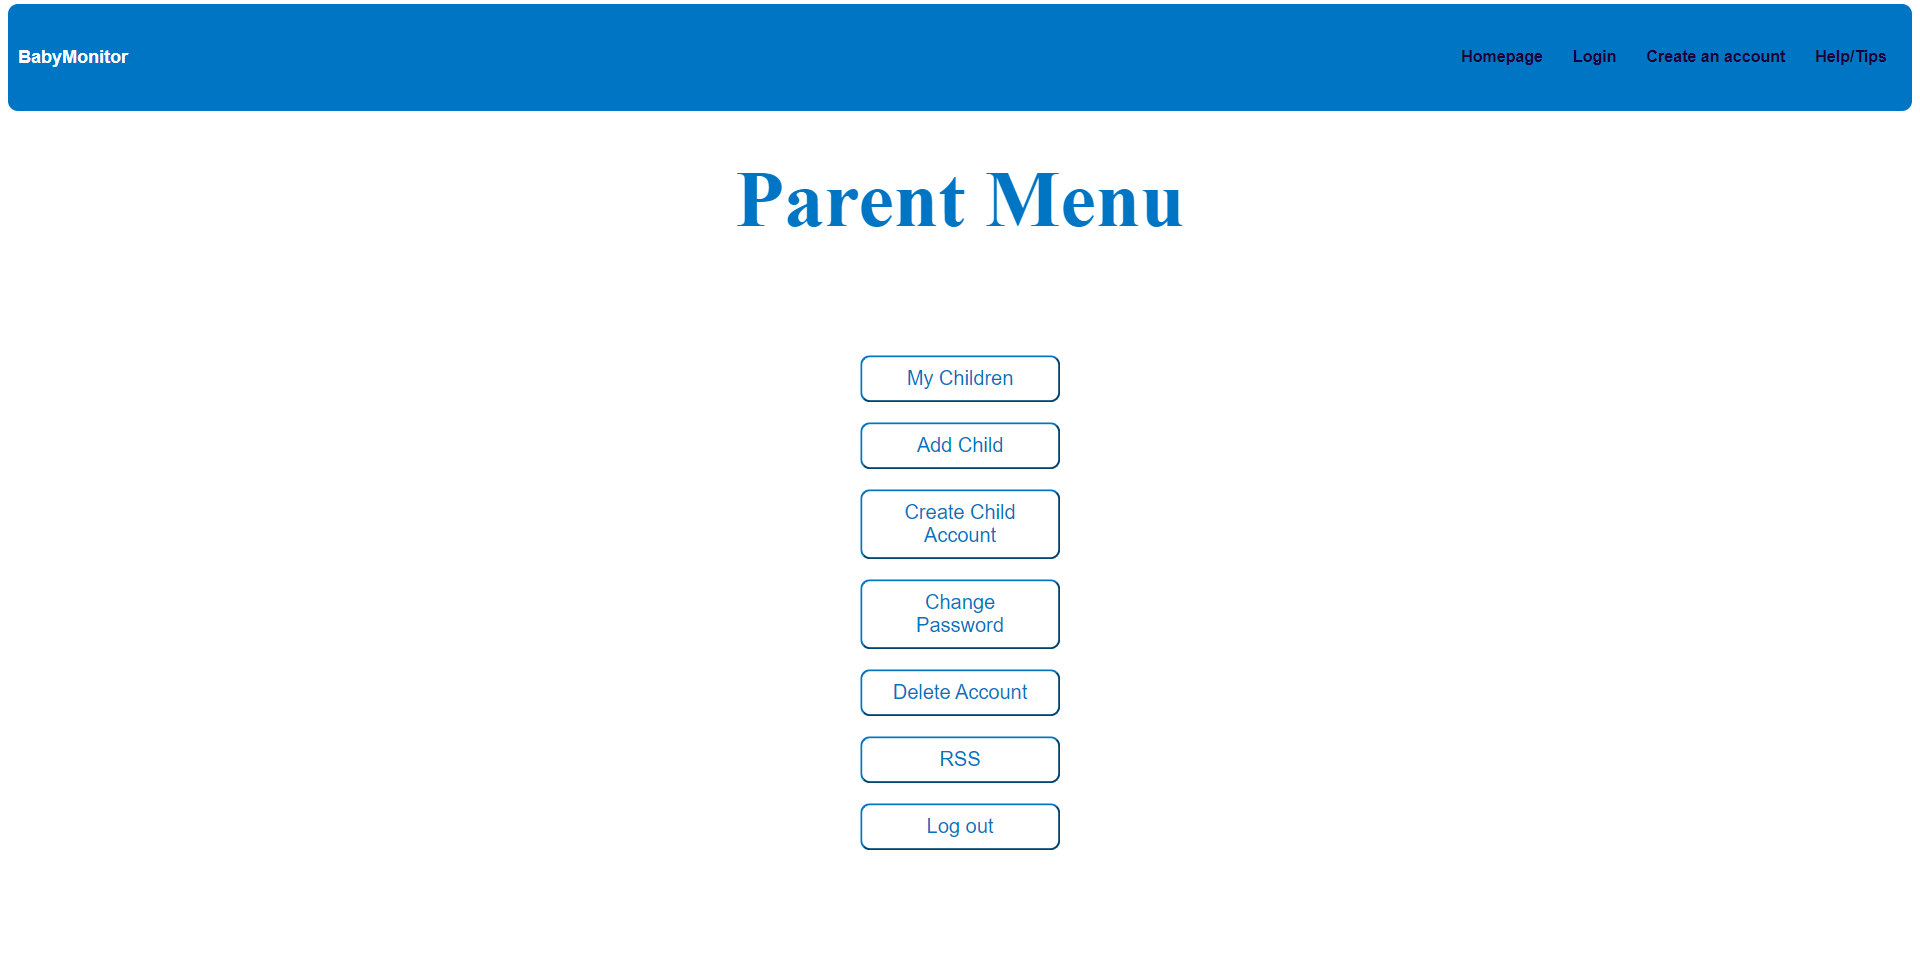 BabyMonitor
Homepage
Login
Create an account
Help/Tips
Parent Menu
My Children
Add Child
Create Child
Account
Change
Password
Delete Account
RSS
Log out